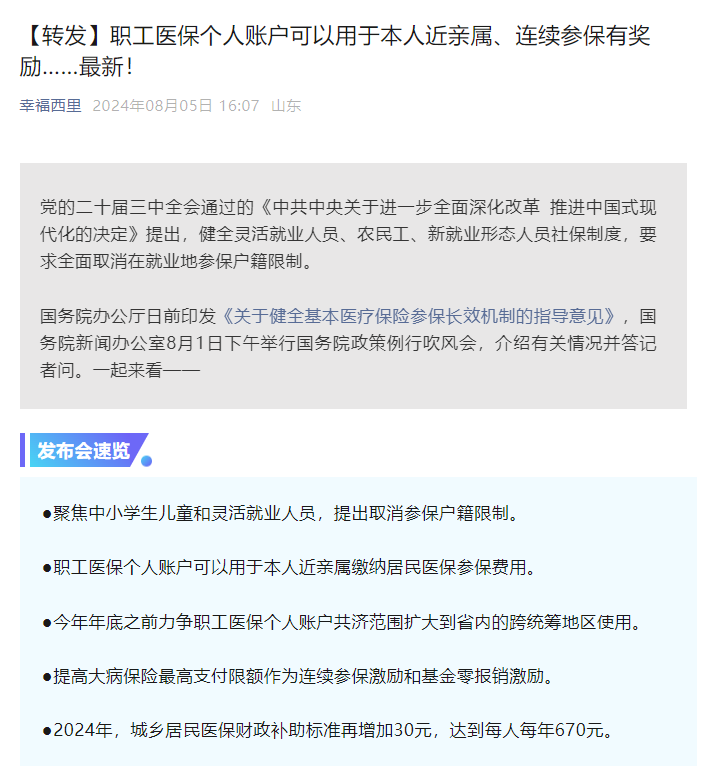 【转发】职工医保个人账户可以用于本人近亲属、连续参保有奖
励……最新！
幸福西里 2024年08月05日 16:07 山东
党的二十届三中全会通过的《中共中央关于进一步全面深化改革 推进中国式现
代化的决定》提出，健全灵活就业人员、农民工、新就业形态人员社保制度，要
求全面取消在就业地参保户籍限制。
国务院办公厅日前印发《关于健全基本医疗保险参保长效机制的指导意见》，国
务院新闻办公室8月1日下午举行国务院政策例行吹风会，介绍有关情况并答记
者问。一起来看——
发布会速览
●聚焦中小学生儿童和灵活就业人员，提出取消参保户籍限制。
●职工医保个人账户可以用于本人近亲属缴纳居民医保参保费用。
●今年年底之前力争职工医保个人账户共济范围扩大到省内的跨统筹地区使用。
●提高大病保险最高支付限额作为连续参保激励和基金零报销激励。
●2024年，城乡居民医保财政补助标准再增加30元，达到每人每年670元。